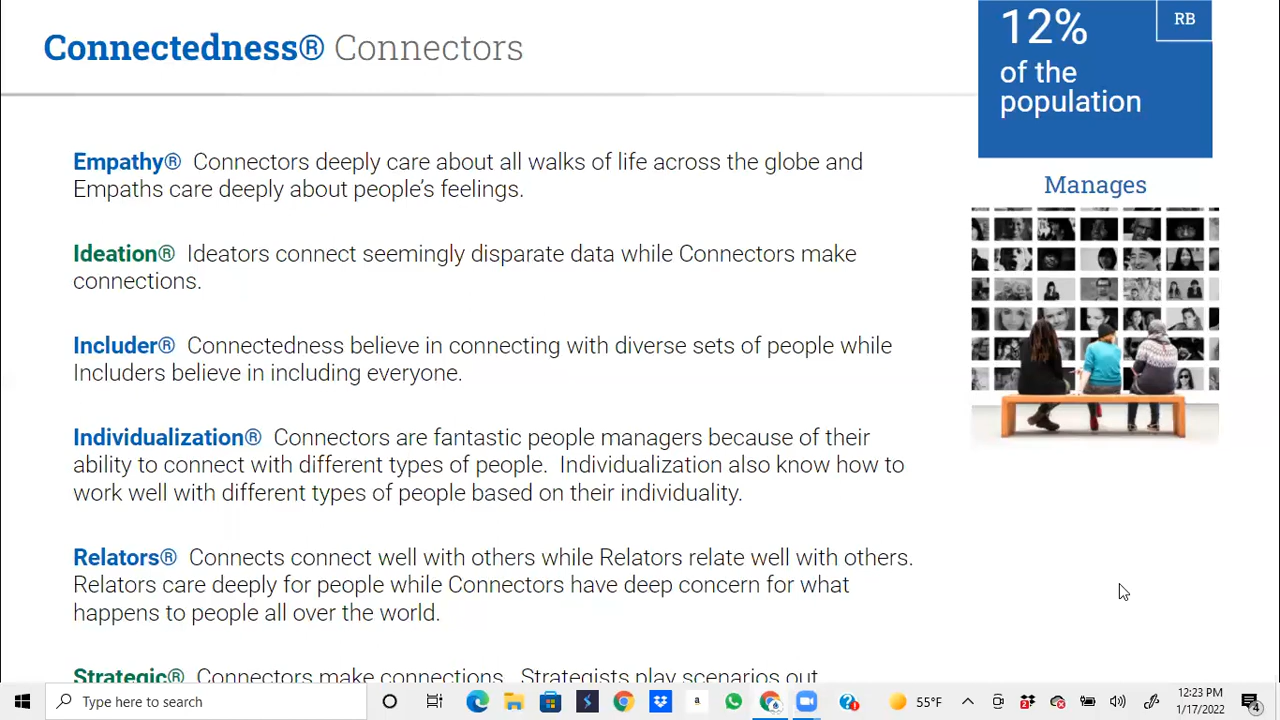 Connectedness® Connectors
12%
RB
of the
population
Empathy® Connectors deeply care about all walks of life across the globe and
Empaths care deeply about people's feelings.
Manages
Ideation® Ideators connect seemingly disparate data while Connectors make
connections.
Includer® Connectedness believe in connecting with diverse sets of people while
Includers believe in including everyone.
Individualization® Connectors are fantastic people managers because of their
ability to connect with different types of people. Individualization also know how to
work well with different types of people based on their individuality.
Relators® Connects connect well with others while Relators relate well with others.
Relators care deeply for people while Connectors have deep concern for what
happens to people all over the world.
Strategic® Connectors make connections. Strategists play scenarios out
Type here to search
a
2
55°F
12:23 PM
1/17/2022
4